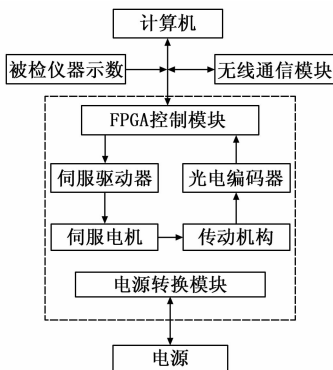 计算机
被检仪器示数
无线通信模块
FPGA控制模块
伺服驱动器
光电编码器
伺服电机
传动机构
电源转换模块
电源